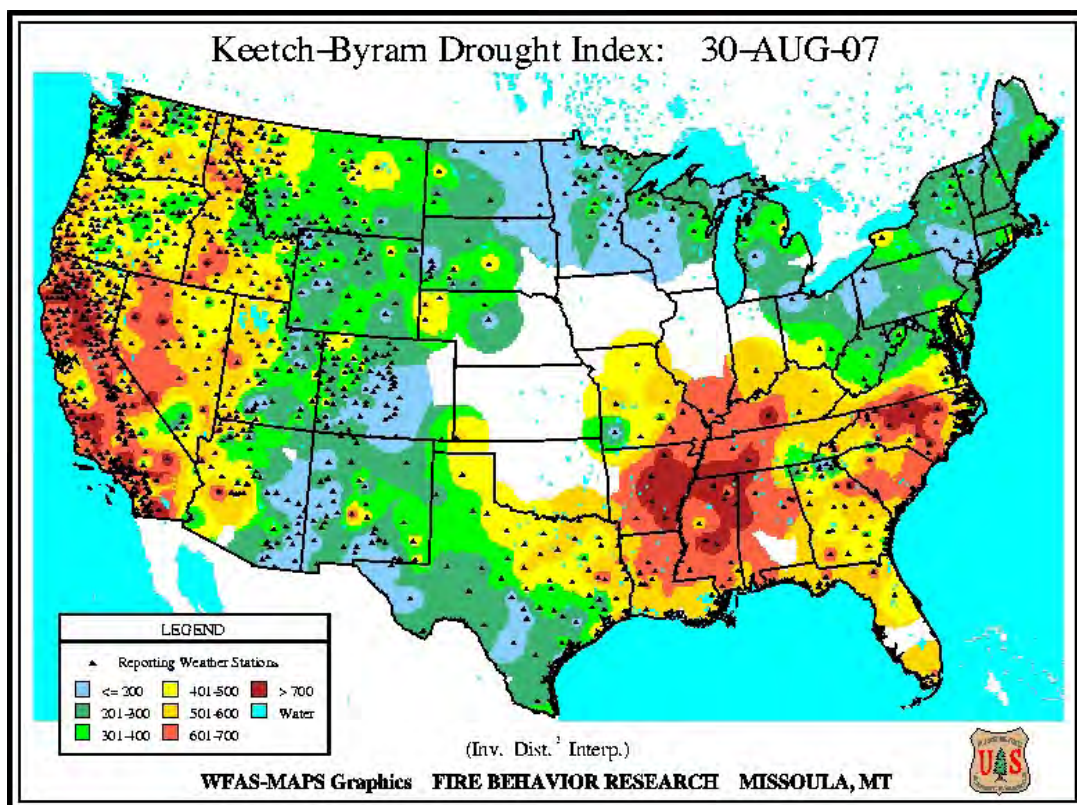 Keetch-Byram Drought Index: 30-AUG-07
LEGEND
Reporting Weather Stations
<= 200
401-500
> 700
201-300
501-600
Water
301-400
601-700
(Inv. Dist.² Interp.)
WFAS-MAPS Graphics FIRE BEHAVIOR RESEARCH MISSOULA, MT
U S